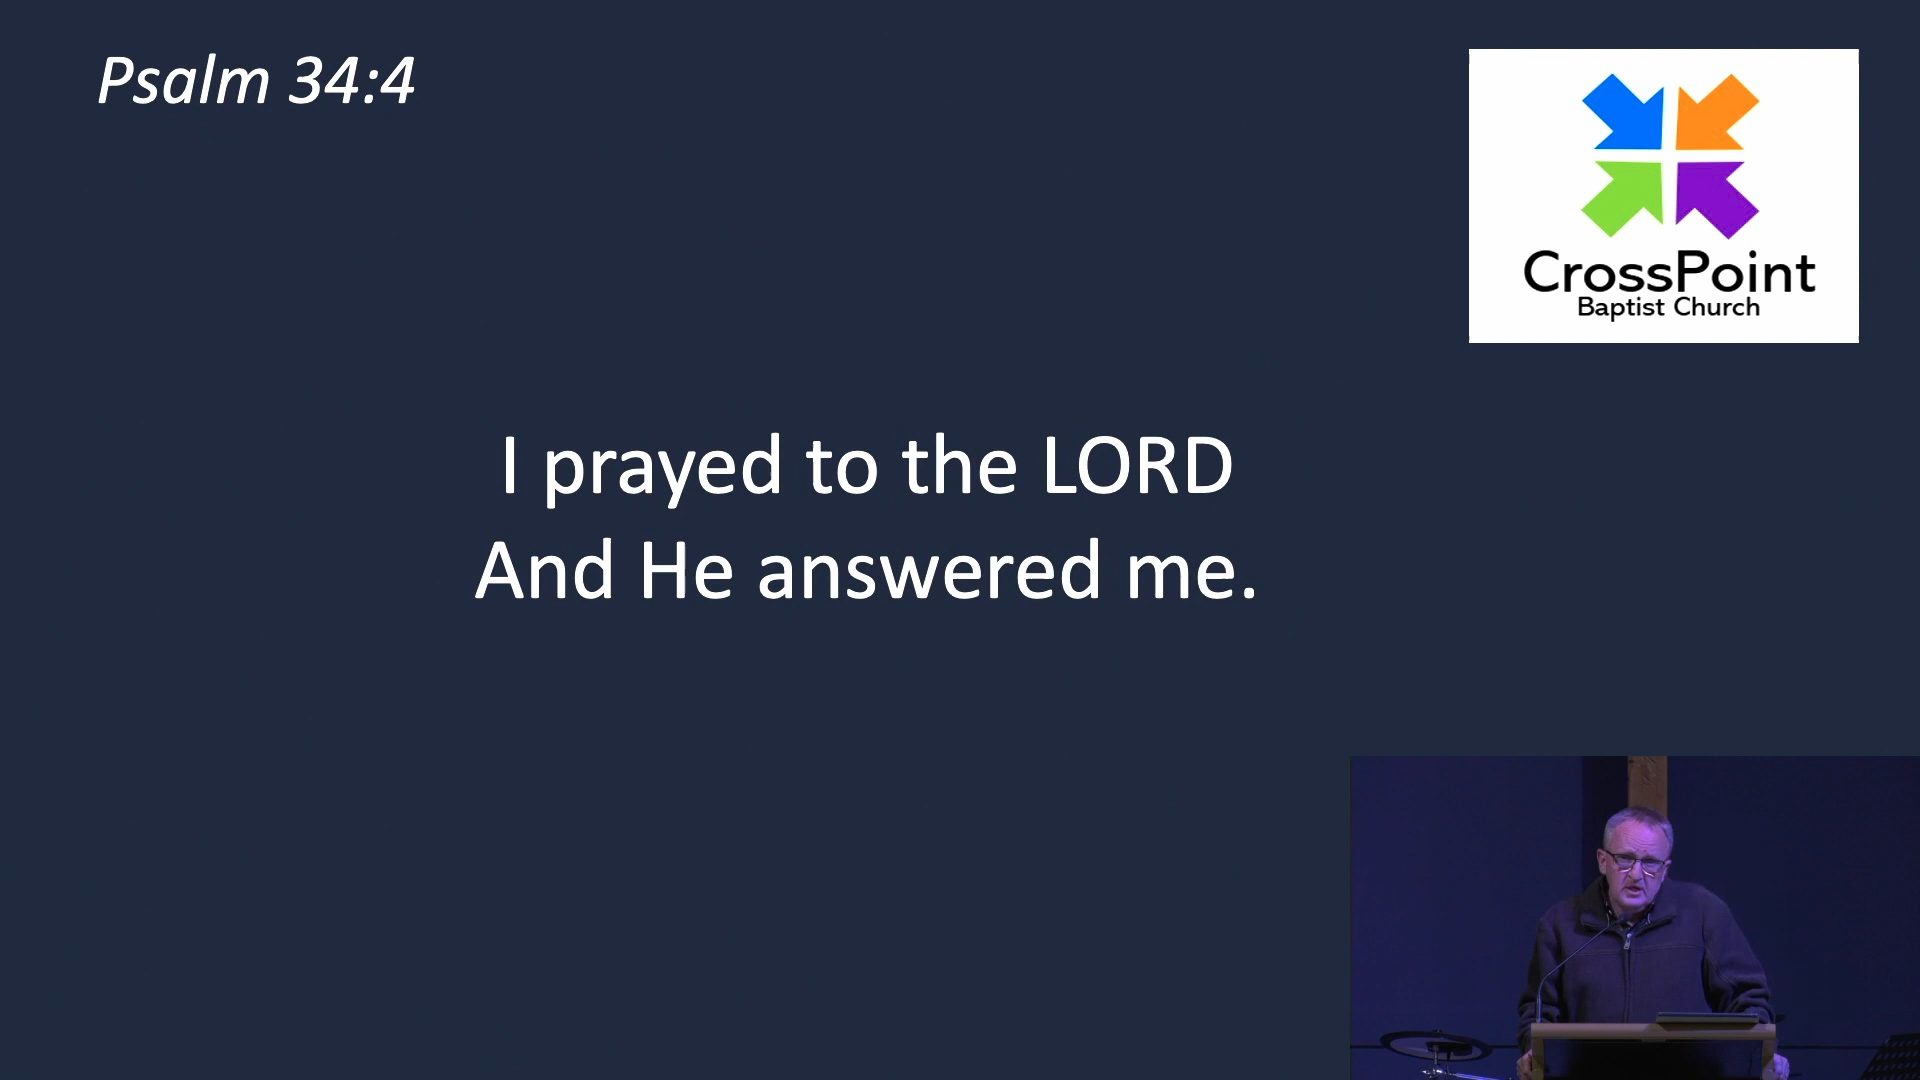 Psalm 34:4
CrossPoint
Baptist Church
I prayed to the LORD
And He answered me.